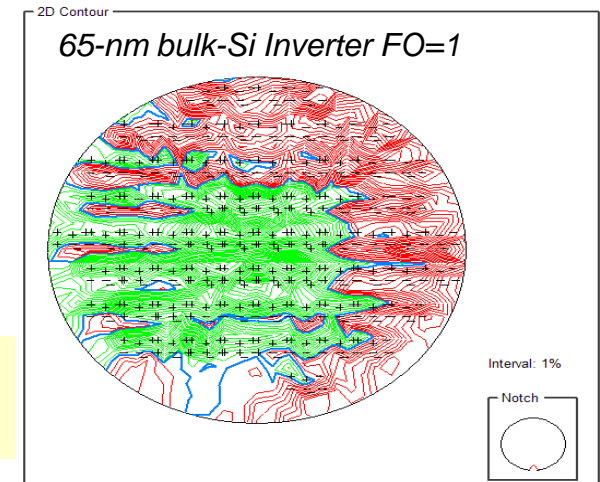 2D Contour
65-nm bulk-Si Inverter FO=1
Interval: 1%
Notch